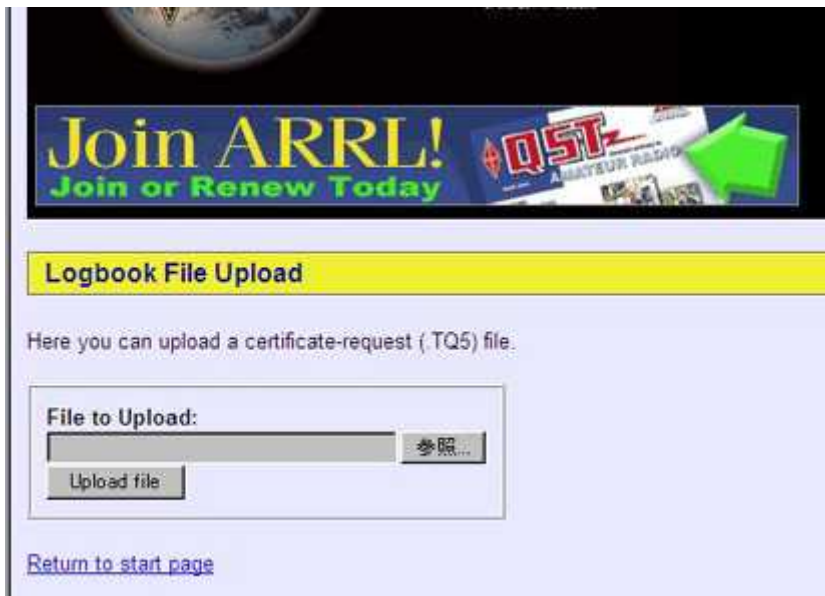 Join ARRL!
Join or Renew Today
QST
AMATEUR RADIO
Logbook File Upload
Here you can upload a certificate-request (.TQ5) file.
File to Upload:
参照...
Upload file
Return to start page